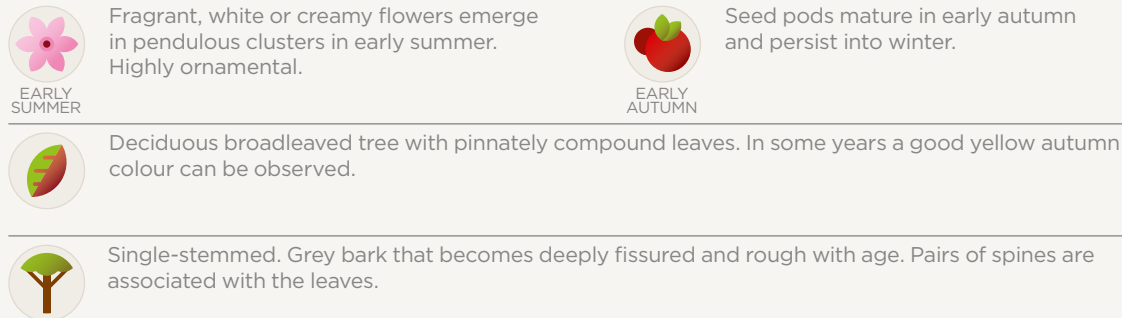 Fragrant, white or creamy flowers emerge
in pendulous clusters in early summer.
Highly ornamental.
EARLY
SUMMER
Seed pods mature in early autumn
and persist into winter.
EARLY
AUTUMN
Deciduous broadleaved tree with pinnately compound leaves. In some years a good yellow autumn
colour can be observed.
Single-stemmed. Grey bark that becomes deeply fissured and rough with age. Pairs of spines are
associated with the leaves.